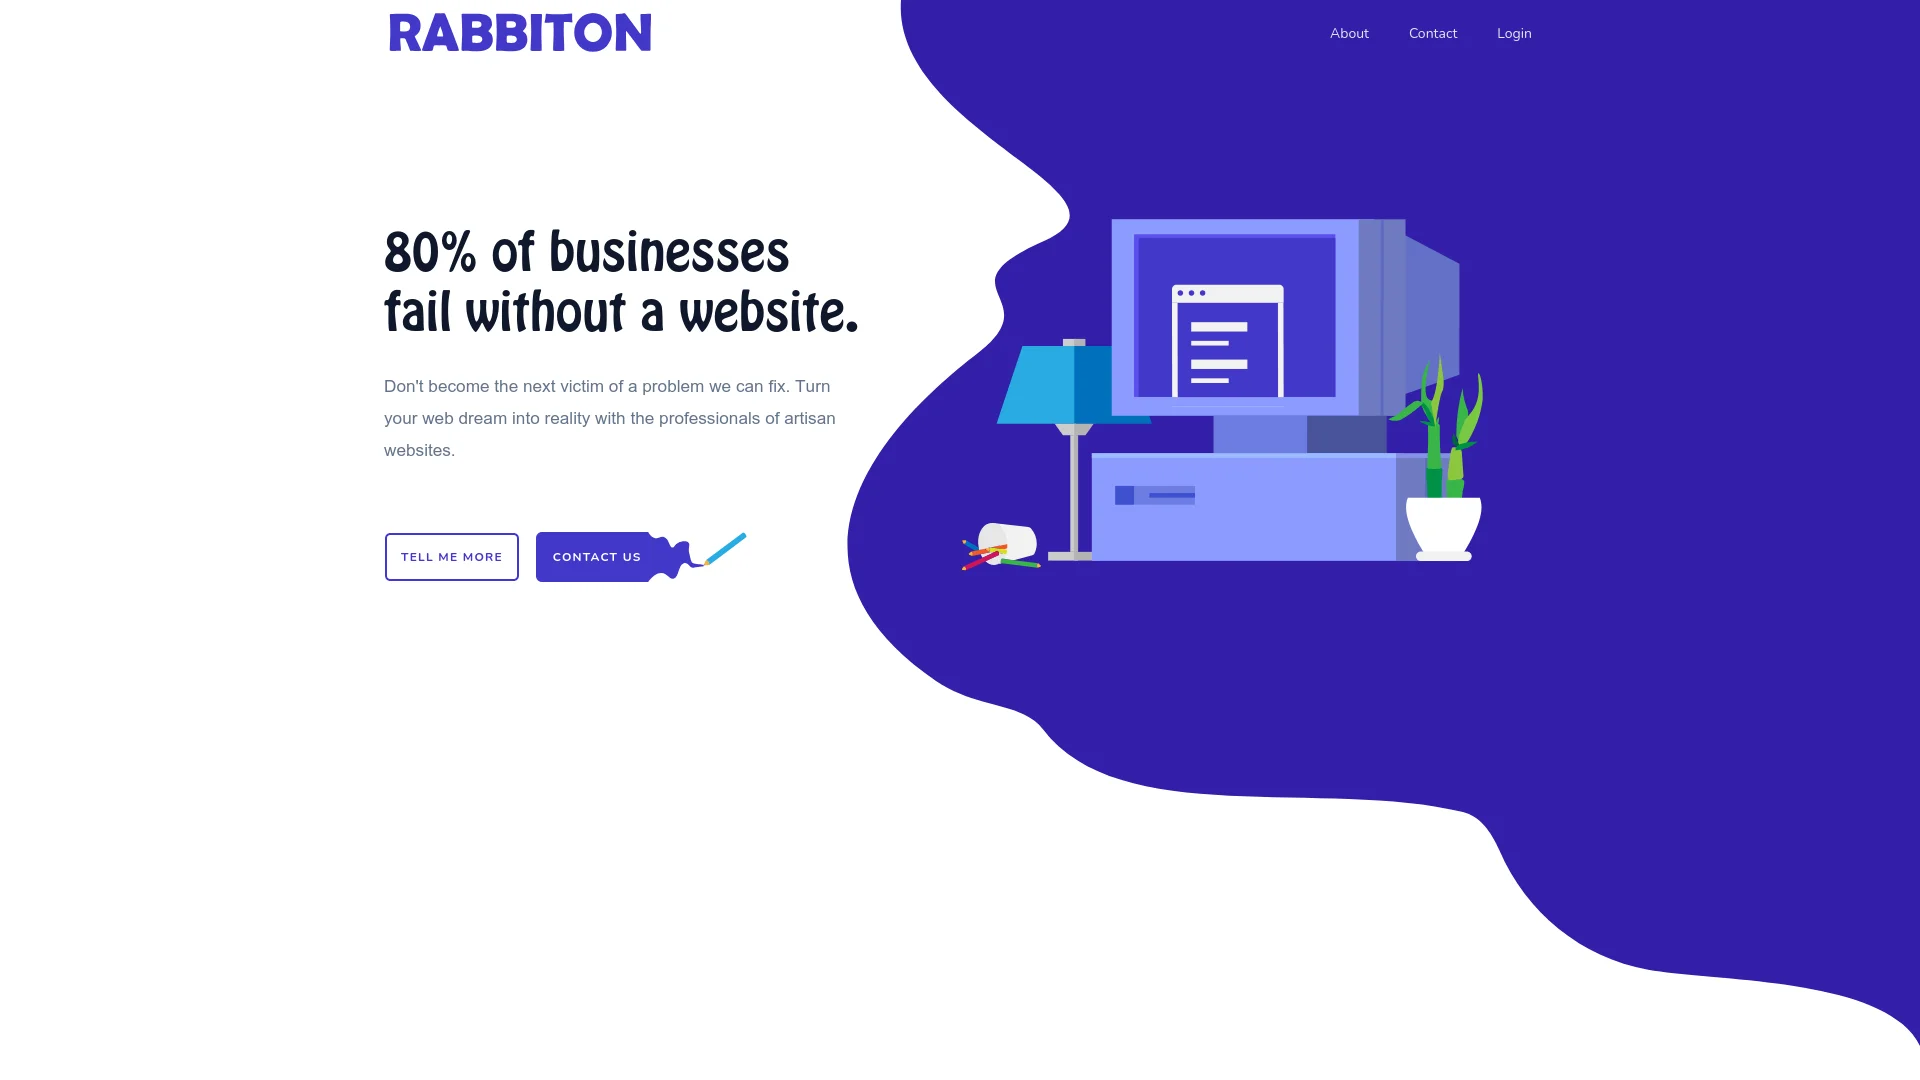 RABBITON
About
Contact
Login
80% of businesses
fail without a website.
Don't become the next victim of a problem we can fix. Turn
your web dream into reality with the professionals of artisan
websites.
TELL ME MORE
CONTACT US